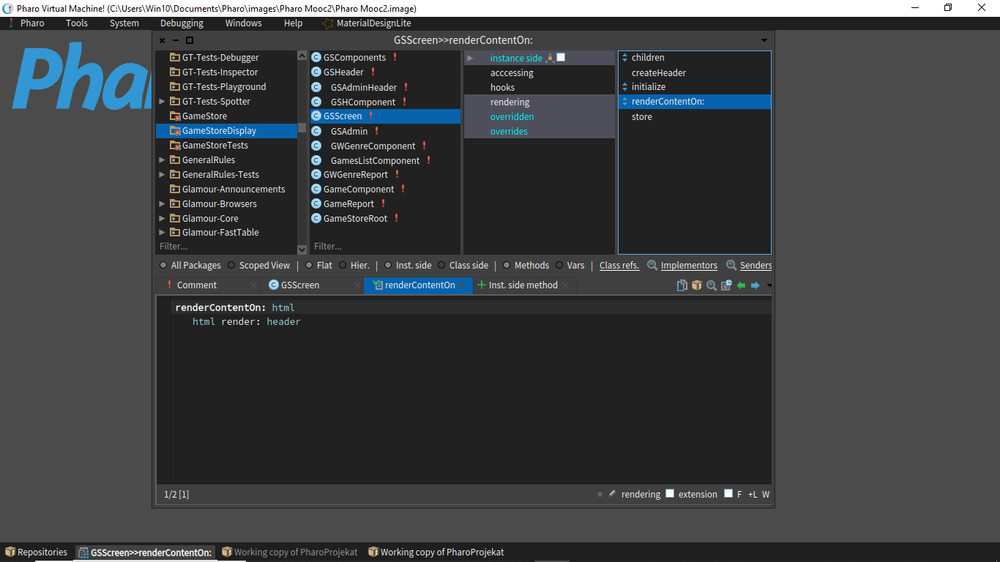 Pharo Virtual Machine! (C:\Users\Win10\Documents\Pharo\images\Pharo Mooc2\Pharo Mooc2.image)
Pharo Tools System Debugging Windows Help MaterialDesignLite
GSScreen>>renderContentOn:
Phar
GT-Tests-Debugger
GT-Tests-Inspector
GT-Tests-Playground
GT-Tests-Spotter
GameStore
GameStoreDisplay
GameStoreTests
GeneralRules
GeneralRules-Tests
Glamour-Announcements
Glamour-Browsers
Glamour-Core
Glamour-FastTable
Filter...
GSComponents
GSHeader
GSAdminHeader
GSHComponent
GSScreen
GSAdmin
GWGenreComponent
GamesListComponent
GWGenreReport
GameComponent
GameReport
GameStoreRoot
Filter...
instance side
acccessing
hooks
rendering
overridden
overrides
children
createHeader
initialize
renderContentOn:
store
All Packages Scoped View | Flat Hier. | Inst. side Class side | Methods Vars | Class refs. Implementors Senders
Comment GSScreen renderContentOn Inst. side method
renderContentOn: html
html render: header
1/2 [1] rendering extension F +L W
Repositories GSScreen>>renderContentOn: Working copy of PharoProjekat Working copy of PharoProjekat